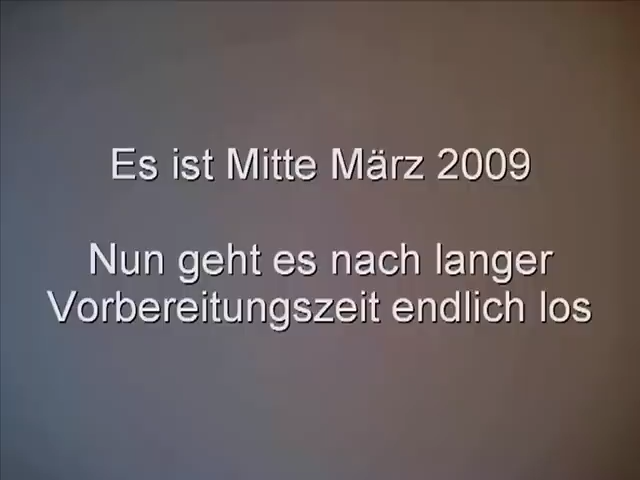 Es ist Mitte März 2009
Nun geht es nach langer
Vorbereitungszeit endlich los